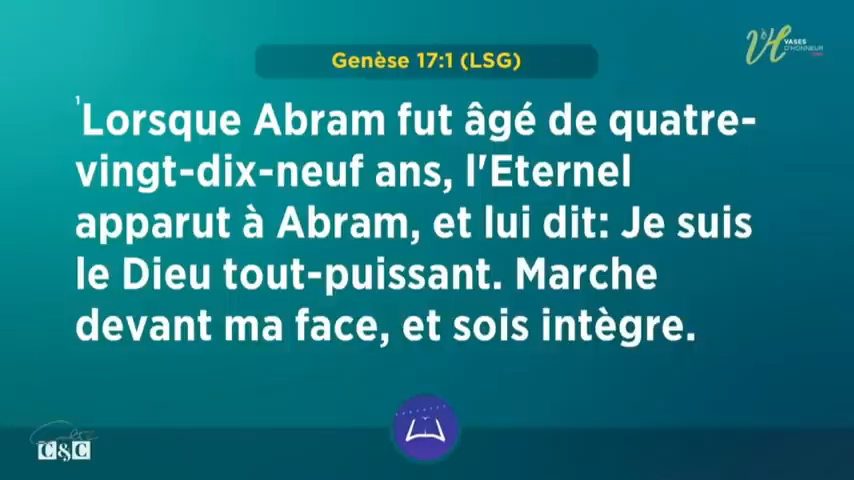 Genèse 17:1 (LSG)
VH VASES
D'HONNEUR
1Lorsque Abram fut âgé de quatre-
vingt-dix-neuf ans, l'Eternel
apparut à Abram, et lui dit: Je suis
le Dieu tout-puissant. Marche
devant ma face, et sois intègre.
C&C